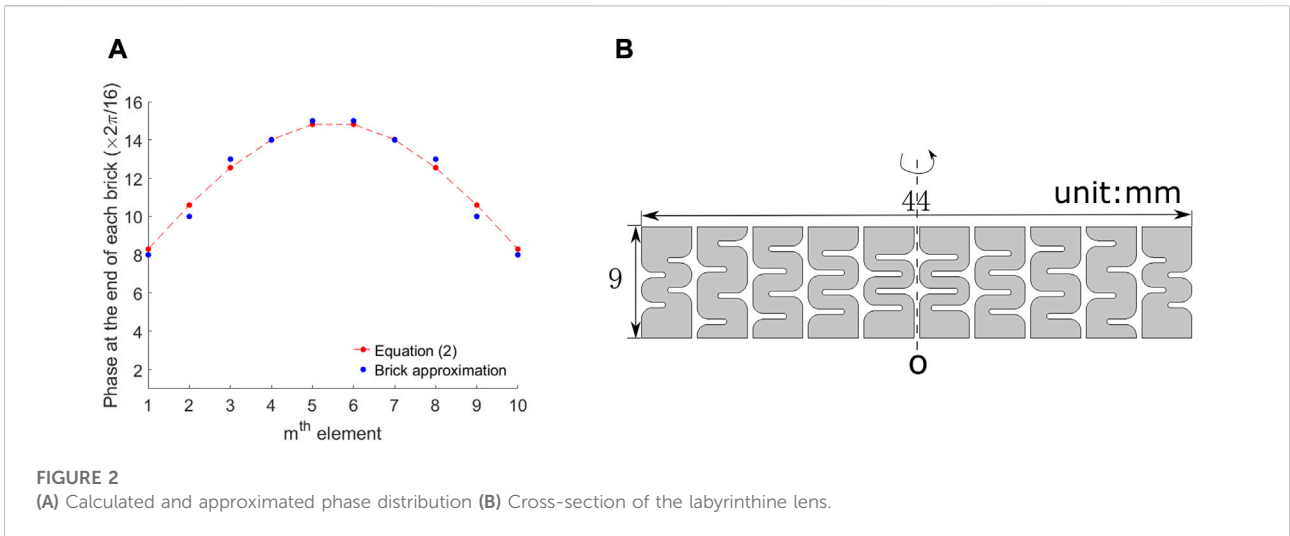 A
B
Phase at the end of each brick (×2π/16)
16
14
12
10
8
6
4
2
1 2 3 4 5 6 7 8 9 10
mth element
Equation (2)
Brick approximation
unit:mm
44
9
O
FIGURE 2
(A) Calculated and approximated phase distribution (B) Cross-section of the labyrinthine lens.